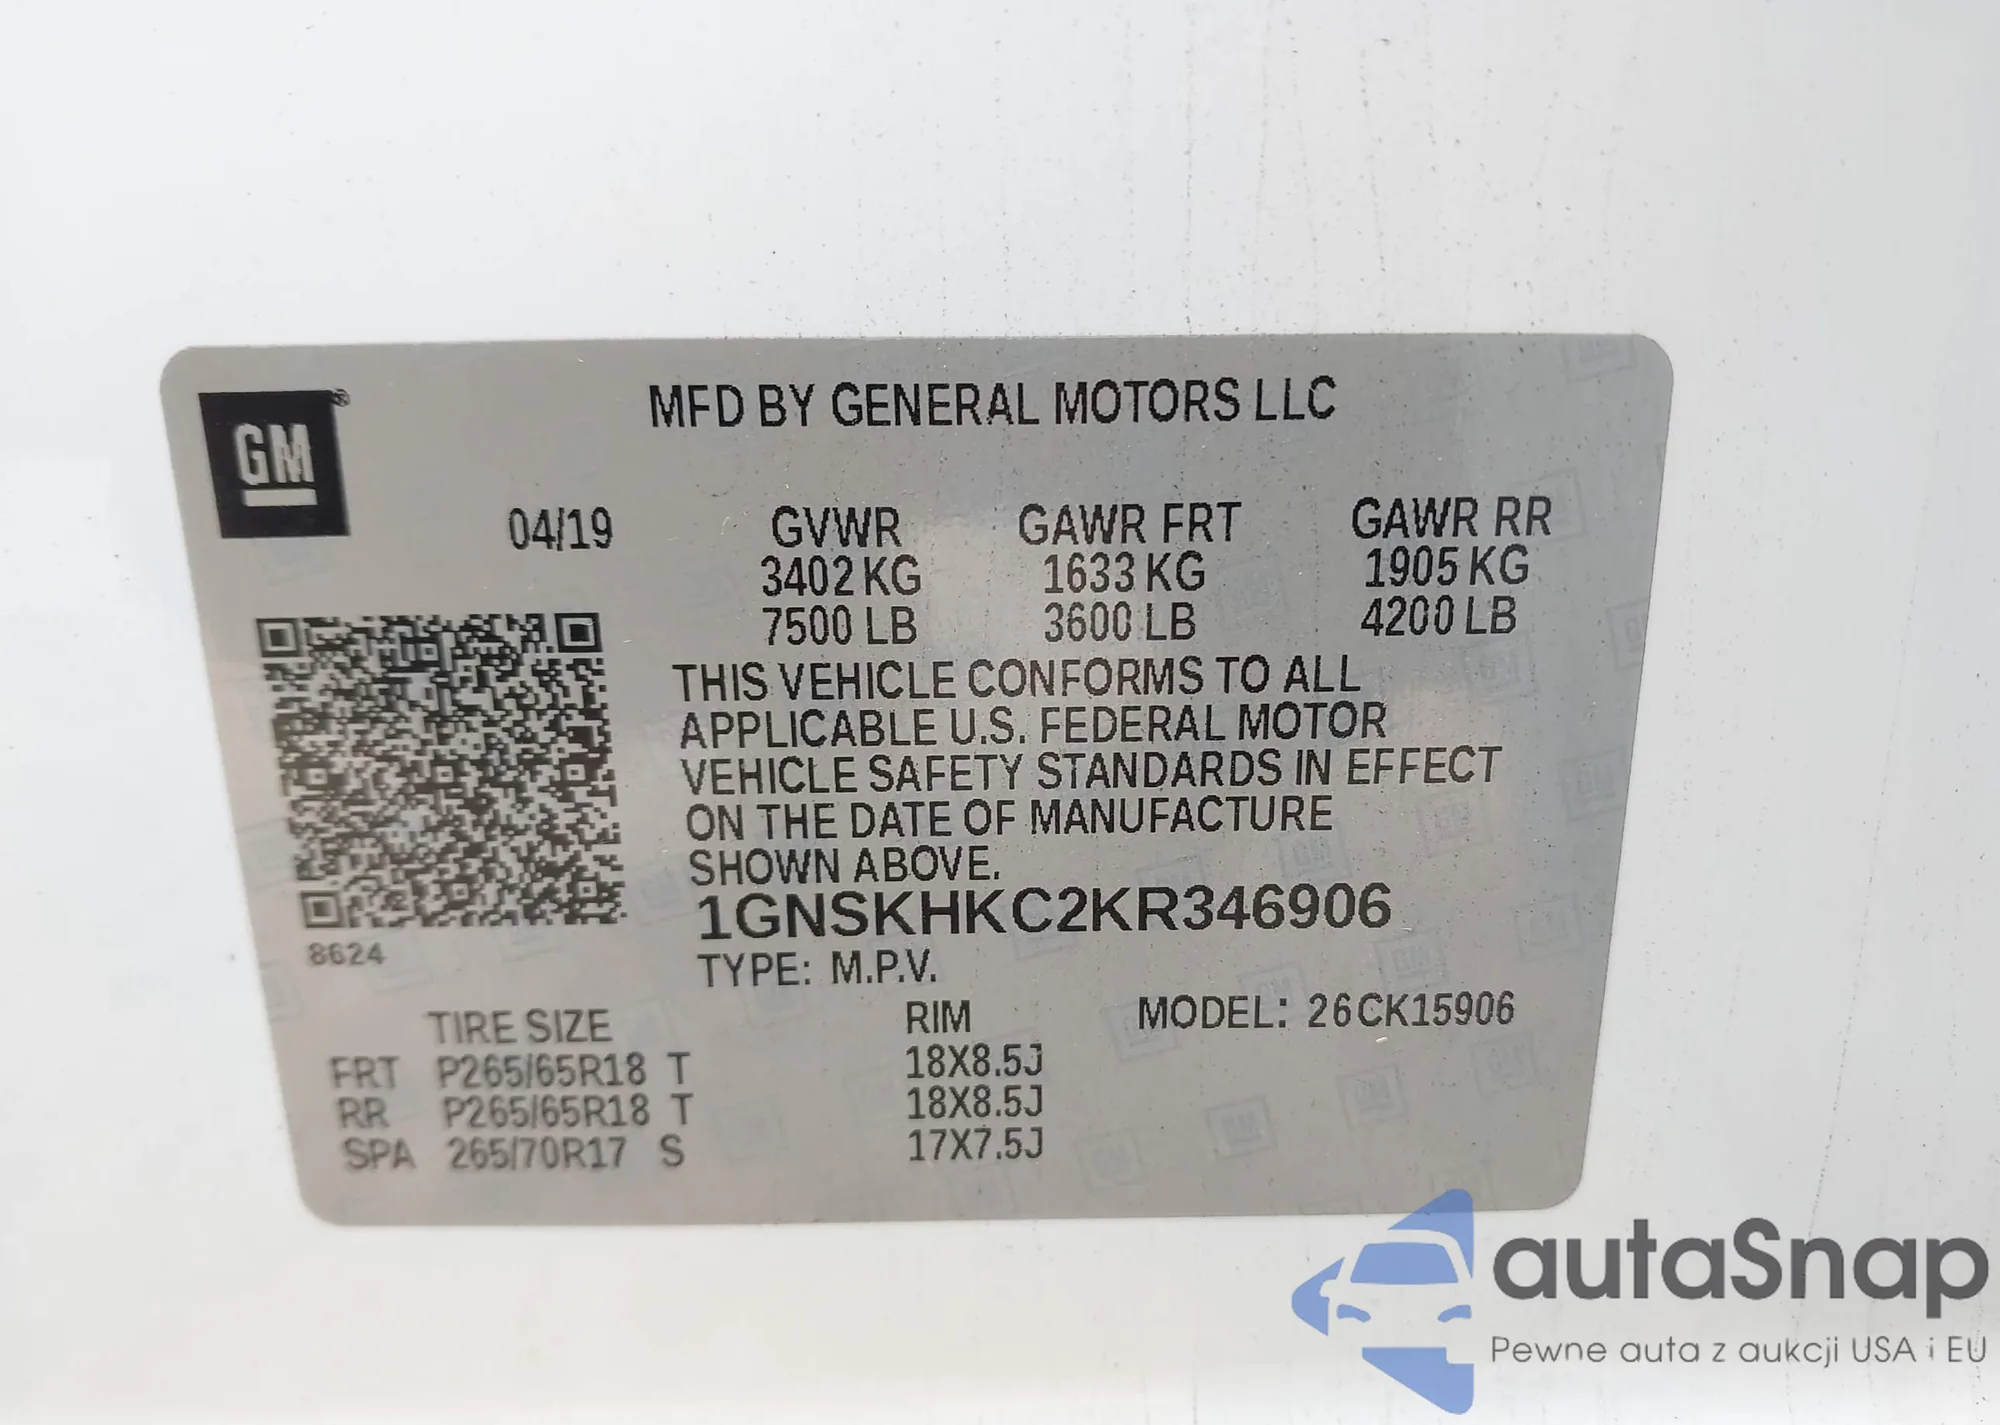 GM®
MFD BY GENERAL MOTORS LLC
04/19 GVWR GAWR FRT GAWR RR
3402 KG 1633 KG 1905 KG
7500 LB 3600 LB 4200 LB
THIS VEHICLE CONFORMS TO ALL
APPLICABLE U.S. FEDERAL MOTOR
VEHICLE SAFETY STANDARDS IN EFFECT
ON THE DATE OF MANUFACTURE
SHOWN ABOVE.
1GNSKHKC2KR346906
8624
TYPE: M.P.V.
TIRE SIZE RIM MODEL: 26CK15906
FRT P265/65R18 T 18X8.5J
RR P265/65R18 T 18X8.5J
SPA 265/70R17 S 17X7.5J
autaSnap
Pewne auta z aukcji USA i EU